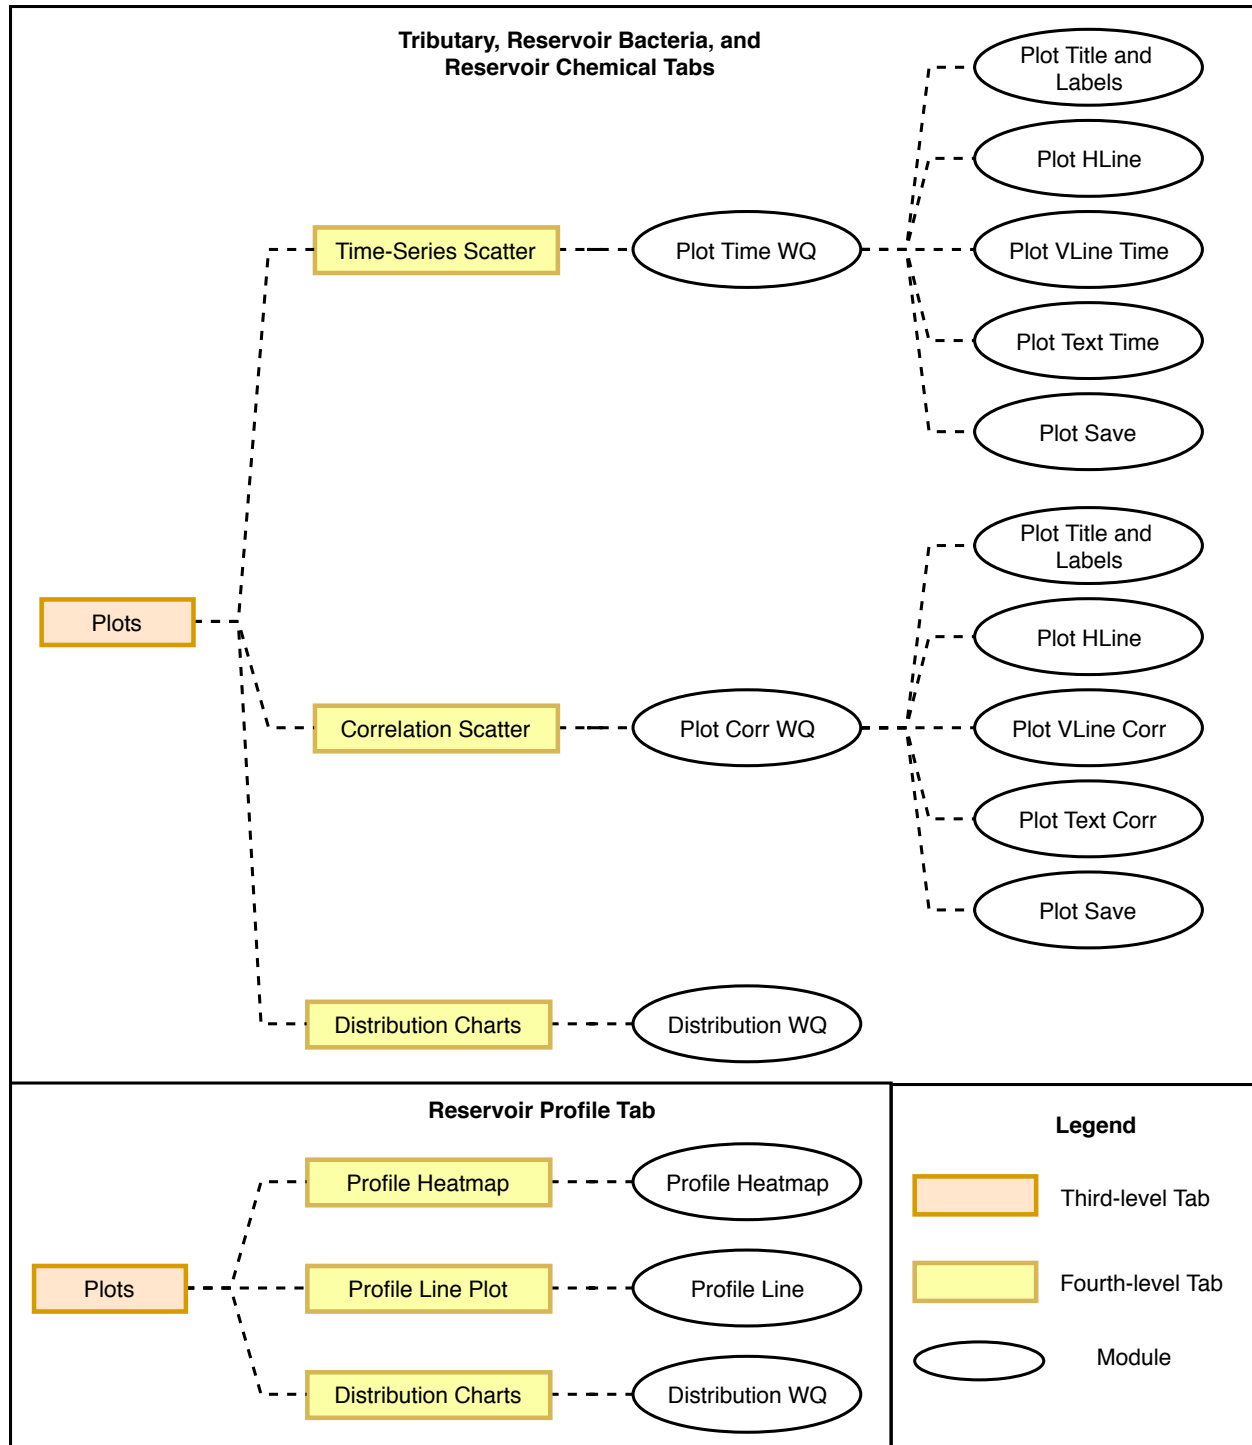 Tributary, Reservoir Bacteria, and
Reservoir Chemical Tabs
Plot Title and
Labels
Plot HLine
Time-Series Scatter
Plot Time WQ
Plot VLine Time
Plot Text Time
Plot Save
Plot Title and
Labels
Plots
Plot HLine
Correlation Scatter
Plot Corr WQ
Plot VLine Corr
Plot Text Corr
Plot Save
Distribution Charts
Distribution WQ
Reservoir Profile Tab
Profile Heatmap
Profile Heatmap
Plots
Profile Line Plot
Profile Line
Distribution Charts
Distribution WQ
Legend
Third-level Tab
Fourth-level Tab
Module